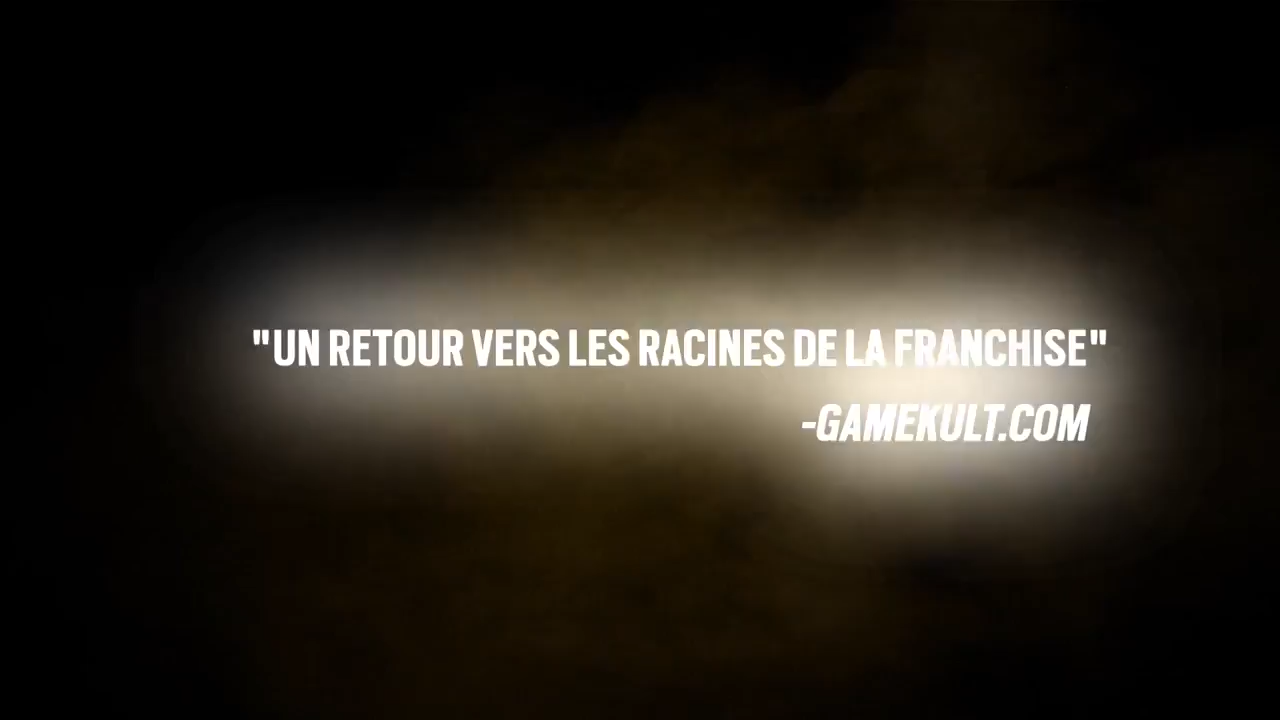 "UN RETOUR VERS LES RACINES DE LA FRANCHISE"
-GAMEKULT.COM